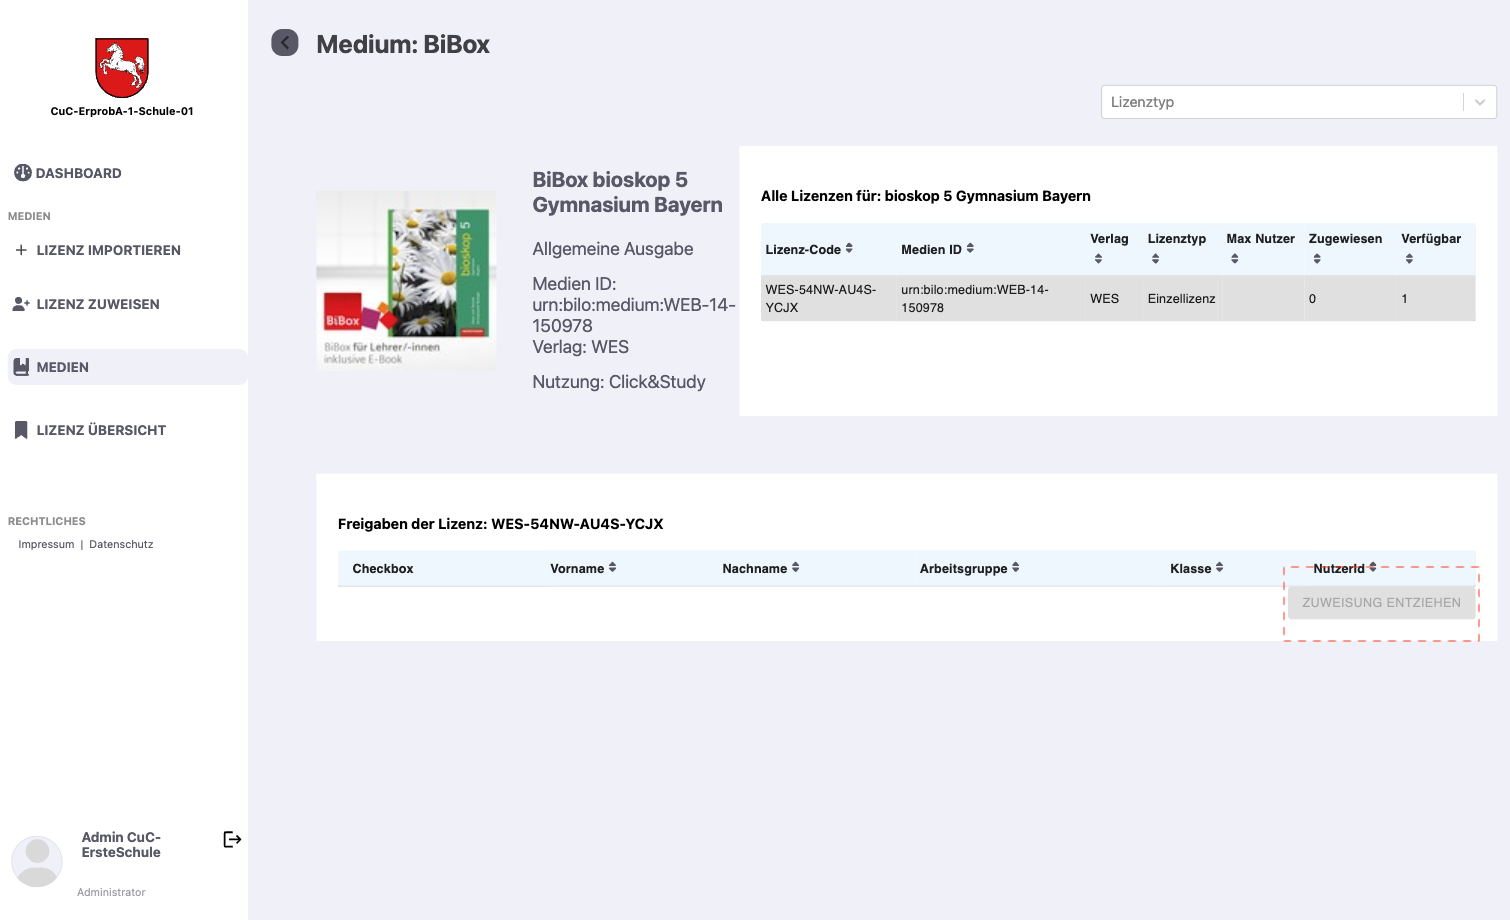 CuC-ErprobA-1-Schule-01
DASHBOARD
MEDIEN
LIZENZ IMPORTIEREN
LIZENZ ZUWEISEN
MEDIEN
LIZENZ ÜBERSICHT
RECHTLICHES
Impressum | Datenschutz
Admin CuC-
ErsteSchule
Administrator
Medium: BiBox
Lizenztyp
bioskop 5
BiBox
BiBox für Lehrer/-innen
inklusive E-Book
BiBox bioskop 5
Gymnasium Bayern
Allgemeine Ausgabe
Medien ID:
urn:bilo:medium:WEB-14-
150978
Verlag: WES
Nutzung: Click&Study
Alle Lizenzen für: bioskop 5 Gymnasium Bayern
Lizenz-Code Medien ID Verlag Lizenztyp Max Nutzer Zugewiesen Verfügbar
WES-54NW-AU4S-
YCJX
urn:bilo:medium:WEB-14-
150978
WES Einzellizenz 0 1
Freigaben der Lizenz: WES-54NW-AU4S-YCJX
Checkbox Vorname Nachname Arbeitsgruppe Klasse NutzerId
ZUWEISUNG ENTZIEHEN